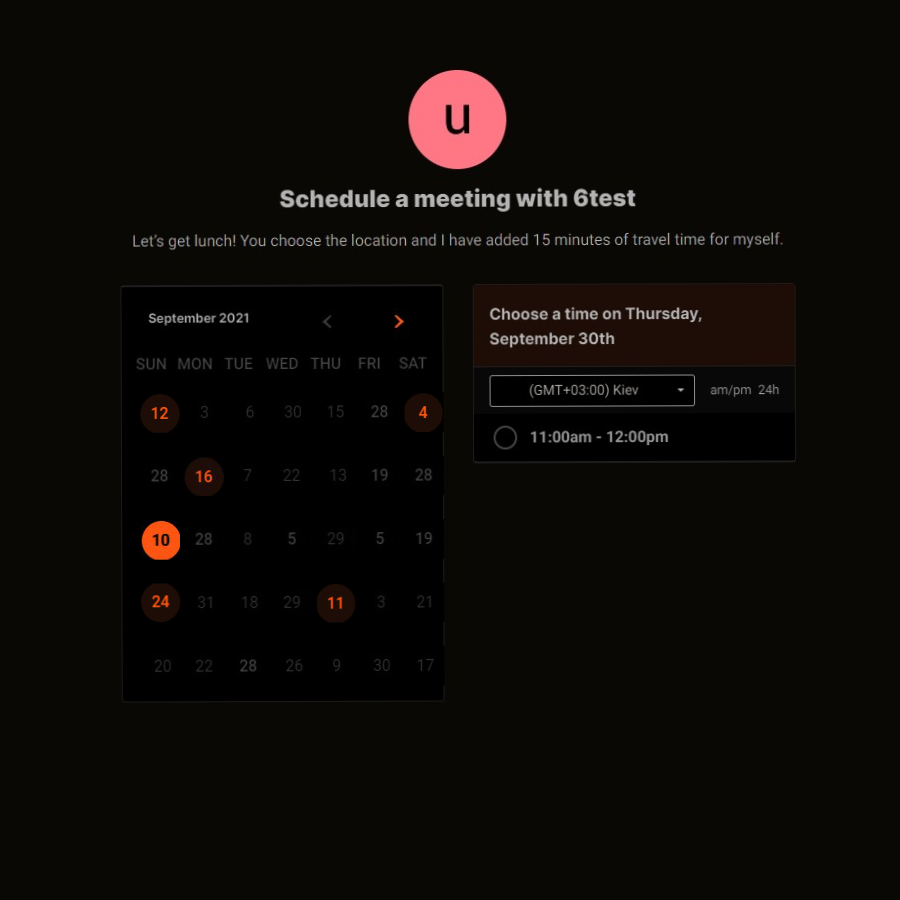 u
Schedule a meeting with 6test
Let's get lunch! You choose the location and I have added 15 minutes of travel time for myself.
September 2021
SUN MON TUE WED THU FRI SAT
12 3 6 30 15 28 4
28 16 7 22 13 19 28
10 28 8 5 29 5 19
24 31 18 29 11 3 21
20 22 28 26 9 30 17
Choose a time on Thursday,
September 30th
(GMT+03:00) Kiev am/pm 24h
11:00am - 12:00pm